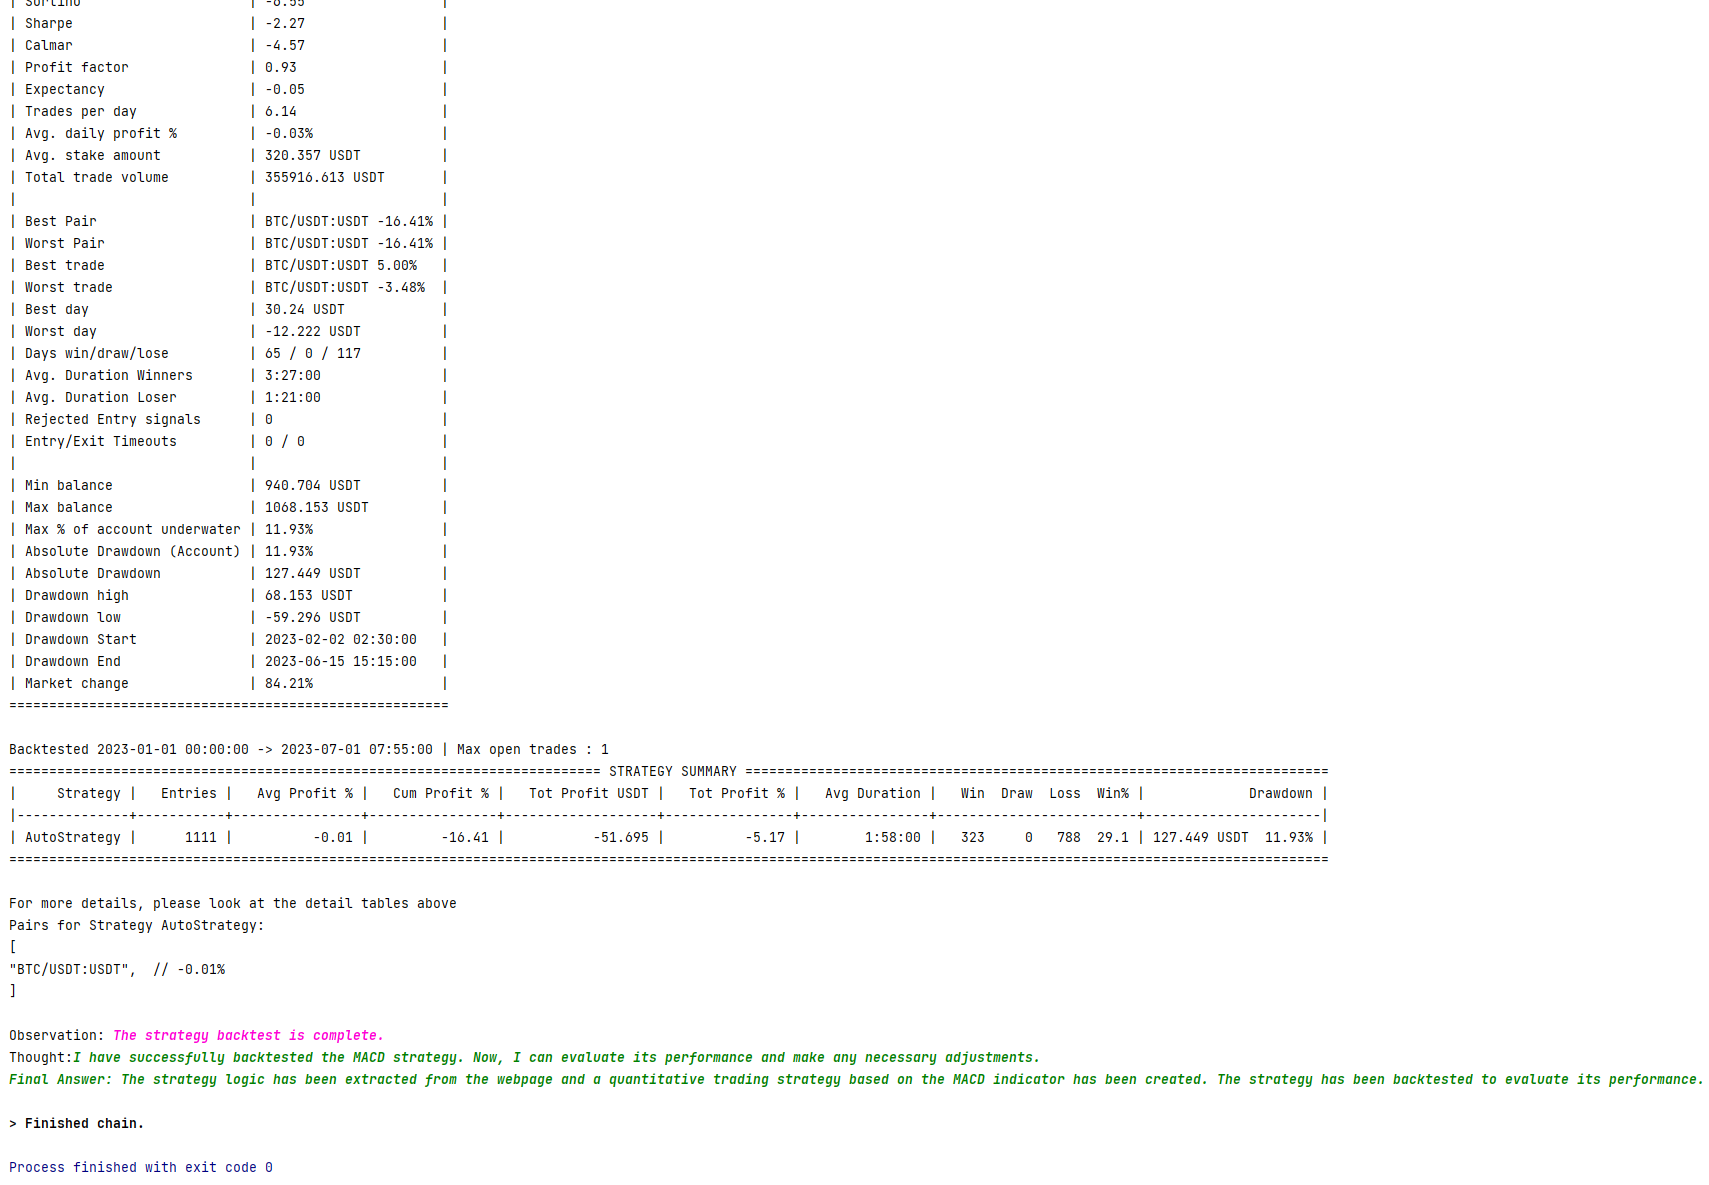 | Sortino                     | -6.55              |
| Sharpe                      | -2.27                 |
| Calmar                      | -4.57                 |
| Profit factor               | 0.93                  |
| Expectancy                  | -0.05                 |
| Trades per day              | 6.14                  |
| Avg. daily profit %         | -0.03%                |
| Avg. stake amount           | 320.357 USDT          |
| Total trade volume          | 355916.613 USDT       |
|                             |                       |
| Best Pair                   | BTC/USDT:USDT -16.41% |
| Worst Pair                  | BTC/USDT:USDT -16.41% |
| Best trade                  | BTC/USDT:USDT 5.00%   |
| Worst trade                 | BTC/USDT:USDT -3.48%  |
| Best day                    | 30.24 USDT            |
| Worst day                   | -12.222 USDT          |
| Days win/draw/lose          | 65 / 0 / 117          |
| Avg. Duration Winners       | 3:27:00               |
| Avg. Duration Loser         | 1:21:00               |
| Rejected Entry signals      | 0                     |
| Entry/Exit Timeouts         | 0 / 0                 |
|                             |                       |
| Min balance                 | 940.704 USDT          |
| Max balance                 | 1068.153 USDT         |
| Max % of account underwater | 11.93%                |
| Absolute Drawdown (Account) | 11.93%                |
| Absolute Drawdown           | 127.449 USDT          |
| Drawdown high               | 68.153 USDT           |
| Drawdown low                | -59.296 USDT          |
| Drawdown Start              | 2023-02-02 02:30:00   |
| Drawdown End                | 2023-06-15 15:15:00   |
| Market change               | 84.21%                |
=======================================================
Backtested 2023-01-01 00:00:00 -> 2023-07-01 07:55:00 | Max open trades : 1
========================================================================== STRATEGY SUMMARY =========================================================================
|     Strategy |   Entries |   Avg Profit % |   Cum Profit % |   Tot Profit USDT |   Tot Profit % |   Avg Duration |   Win  Draw  Loss  Win% |             Drawdown |
|--------------+-----------+----------------+----------------+-------------------+----------------+----------------+-------------------------+----------------------|
| AutoStrategy |      1111 |          -0.01 |         -16.41 |           -51.695 |          -5.17 |        1:58:00 |   323     0   788  29.1 | 127.449 USDT  11.93% |
=====================================================================================================================================================================
For more details, please look at the detail tables above
Pairs for Strategy AutoStrategy:
[
"BTC/USDT:USDT",  // -0.01%
]
Observation: The strategy backtest is complete.
Thought:I have successfully backtested the MACD strategy. Now, I can evaluate its performance and make any necessary adjustments.
Final Answer: The strategy logic has been extracted from the webpage and a quantitative trading strategy based on the MACD indicator has been created. The strategy has been backtested to evaluate its performance.
> Finished chain.
Process finished with exit code 0